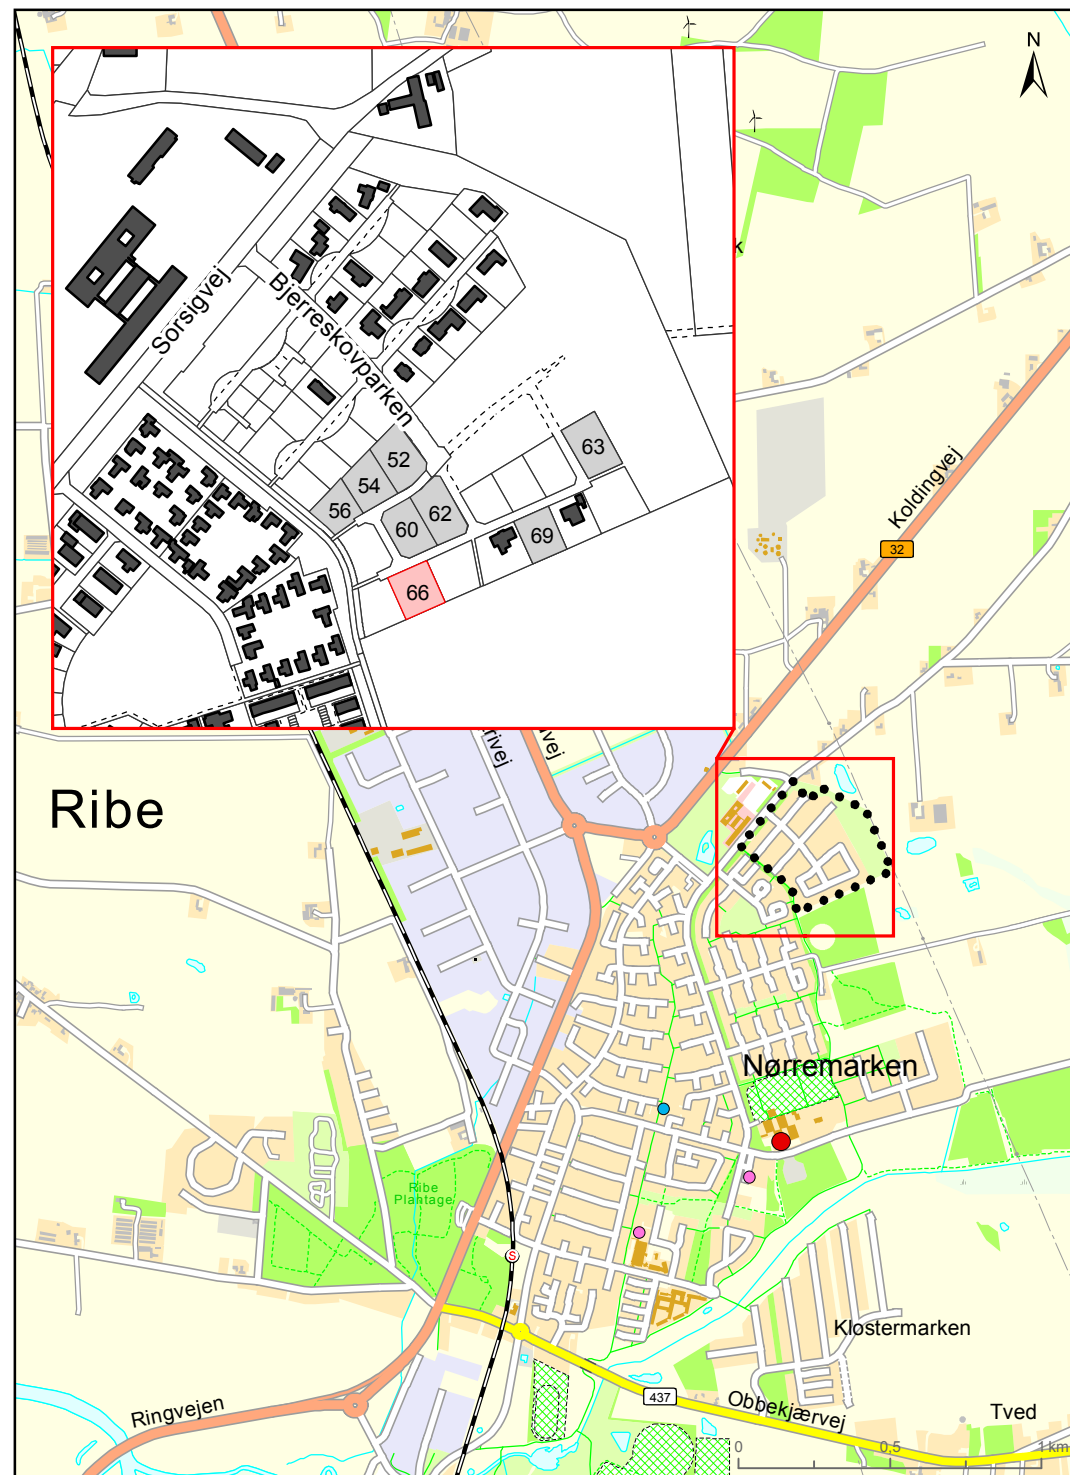 N
Sorsigvej
Bjerreskovparken
52
54
56
60
62
63
69
66
Koldingvej
32
Ribe
Nørremarken
Ribe
Plantage
S
Klostermarken
437
Obbekjærvej
Tved
Ringvejen
0
0,5
1 km